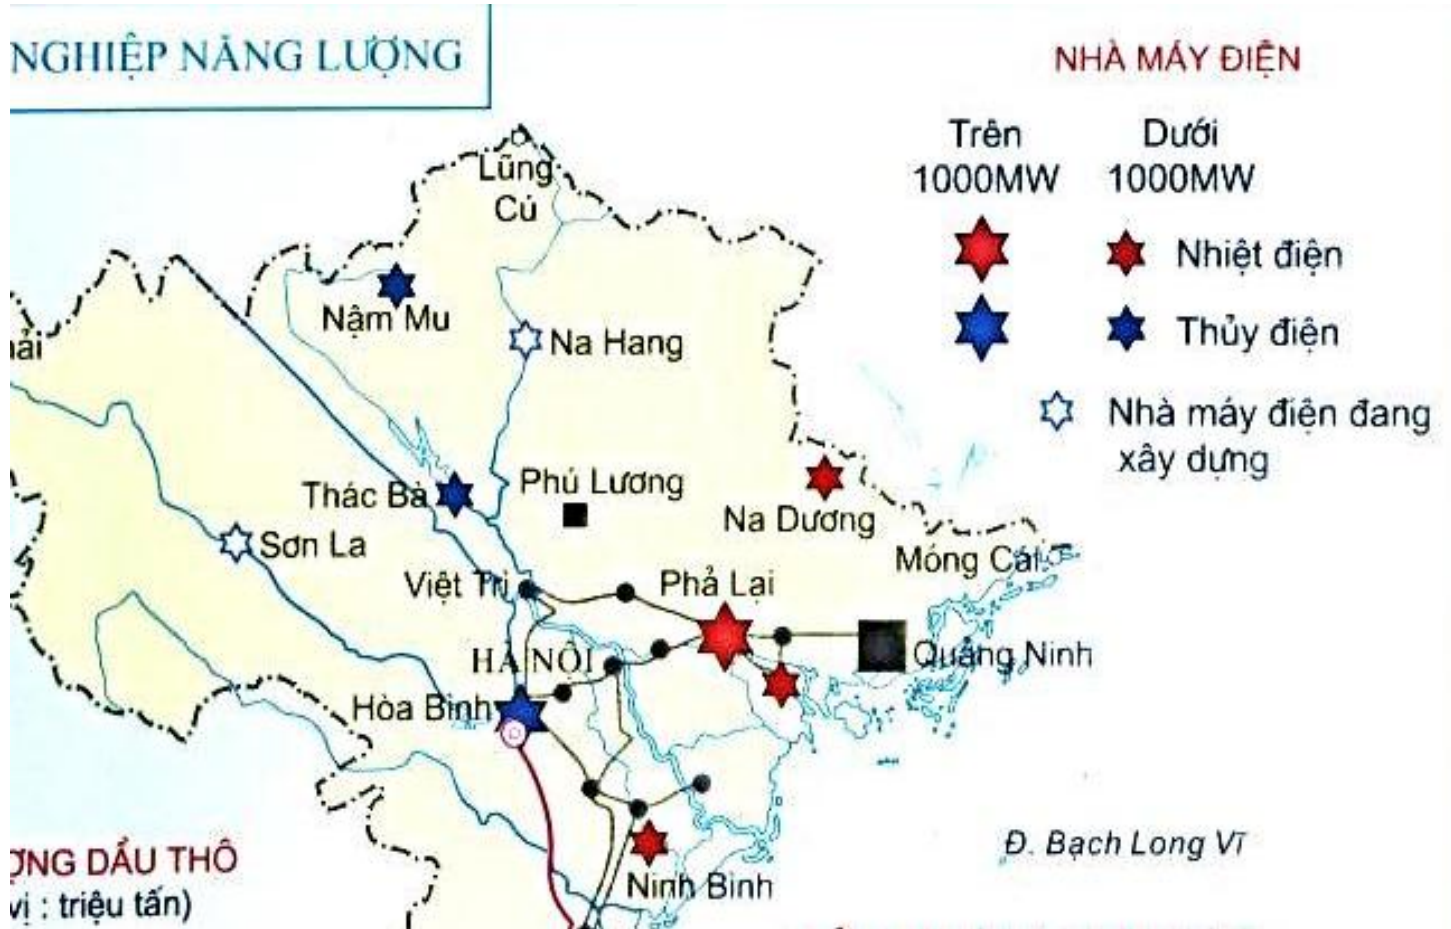 NGHIỆP NĂNG LƯỢNG
NHÀ MÁY ĐIỆN
Trên
1000MW
Dưới
1000MW
Nhiệt điện
Thủy điện
Nhà máy điện đang
xây dựng
Lũng
Cú
Nậm Mu
Na Hang
Thác Bà
Phú Lương
Na Dương
Sơn La
Móng Cái
Việt Trì
Phả Lại
HÀ NỘI
Quảng Ninh
Hòa Bình
Ninh Bình
Đ. Bạch Long Vĩ
DẦU THÔ
: triệu tấn)